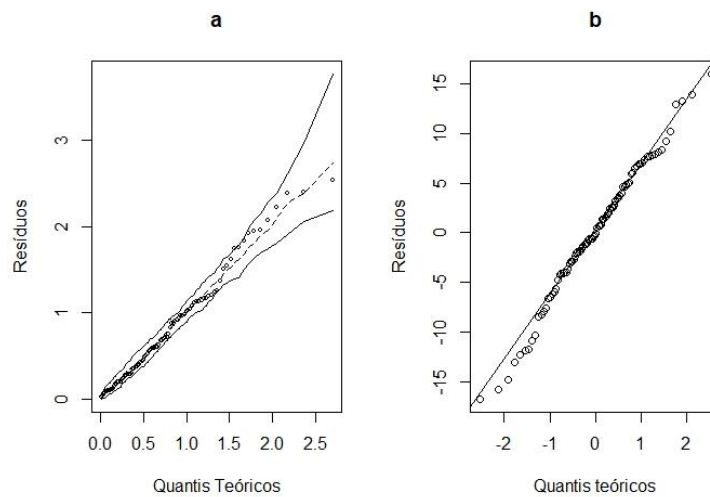 a
b
Resíduos
3
2
1
0
0.0 0.5 1.0 1.5 2.0 2.5
Quantis Teóricos
Resíduos
15
10
5
0
-5
-10
-15
-2 -1 0 1 2
Quantis teóricos